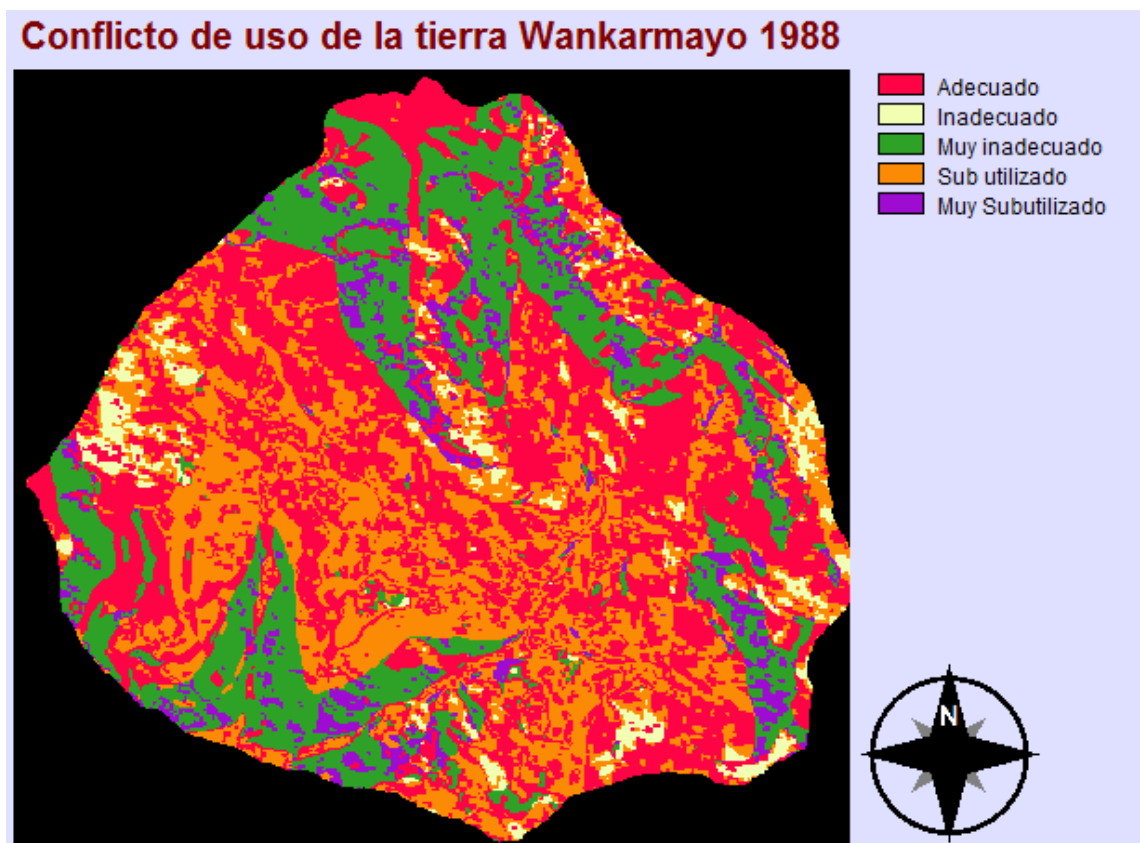 Conflicto de uso de la tierra Wankarmayo 1988
Adecuado
Inadecuado
Muy inadecuado
Sub utilizado
Muy Subutilizado
N